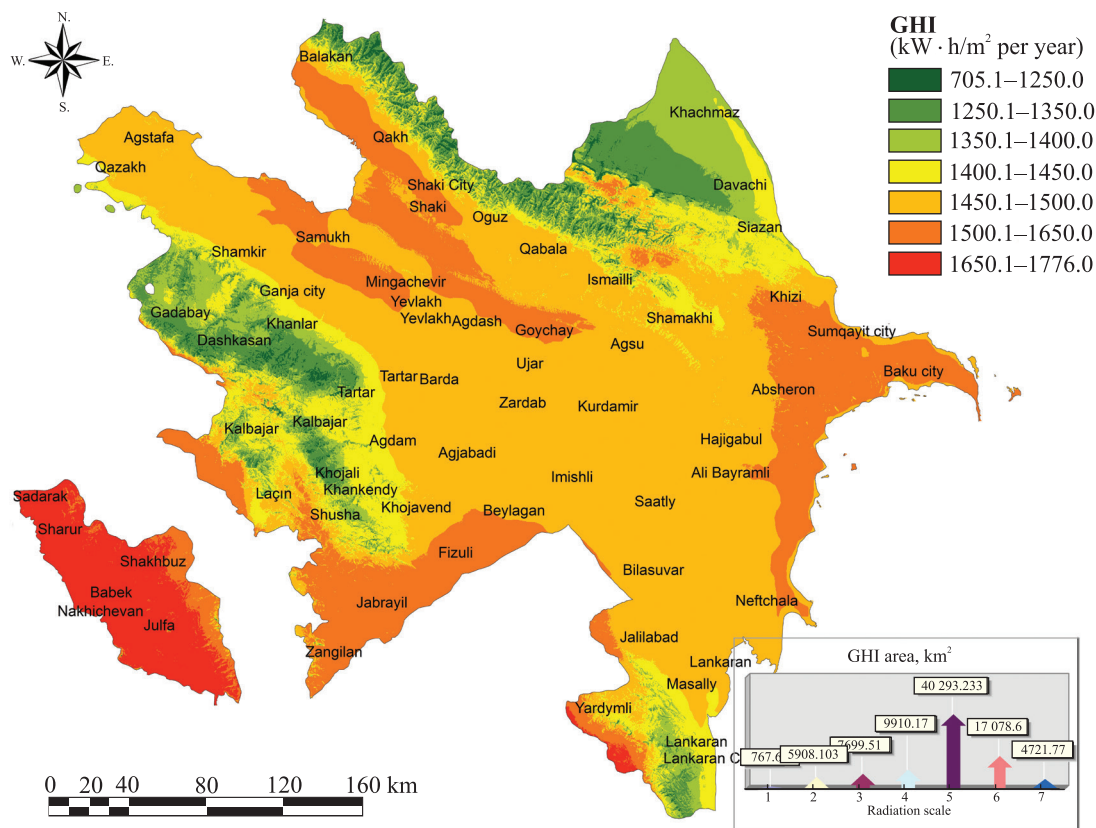 N.
W.
E.
S.
GHI
(kW · h/m² per year)
705.1–1250.0
1250.1–1350.0
1350.1–1400.0
1400.1–1450.0
1450.1–1500.0
1500.1–1650.0
1650.1–1776.0
Balakan
Khachmaz
Agstafa
Qakh
Qazakh
Shaki City
Davachi
Shaki
Oguz
Siazan
Samukh
Qabala
Shamkir
Ismailli
Mingachevir
Ganja city
Khizi
Yevlakh
Gadabay
Yevlakh
Agdash
Shamakhi
Khanlar
Goychay
Sumqayit city
Dashkasan
Agsu
Ujar
Baku city
Tartar
Barda
Absheron
Tartar
Zardab
Kurdamir
Kalbajar
Kalbajar
Agdam
Hajigabul
Agjabadi
Khojali
Ali Bayramli
Imishli
Khankendy
Laçın
Sadarak
Saatly
Khojavend
Shusha
Beylagan
Sharur
Fizuli
Shakhbuz
Bilasuvar
Babek
Jabrayil
Neftchala
Nakhichevan
Julfa
Jalilabad
Zangilan
Lankaran
Masally
Yardymli
Lankaran
Lankaran C
GHI area, km²
40 293.233
17 078.6
9910.17
7699.51
4721.77
5908.103
767.6
1 2 3 4 5 6 7
Radiation scale
0 20 40 80 120 160 km